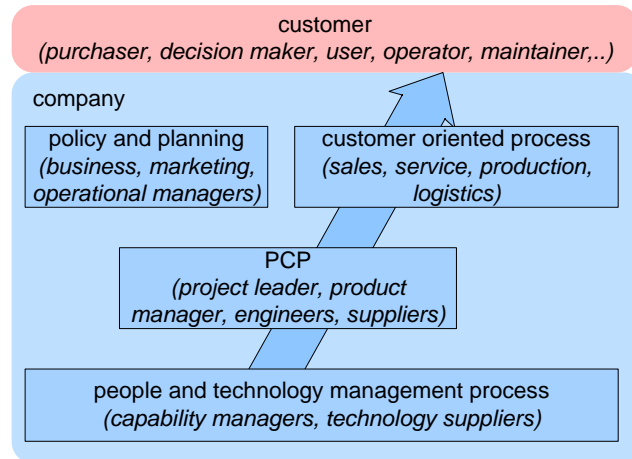 customer
(purchaser, decision maker, user, operator, maintainer,..)
company
policy and planning
(business, marketing,
operational managers)
customer oriented process
(sales, service, production,
logistics)
PCP
(project leader, product
manager, engineers, suppliers)
people and technology management process
(capability managers, technology suppliers)